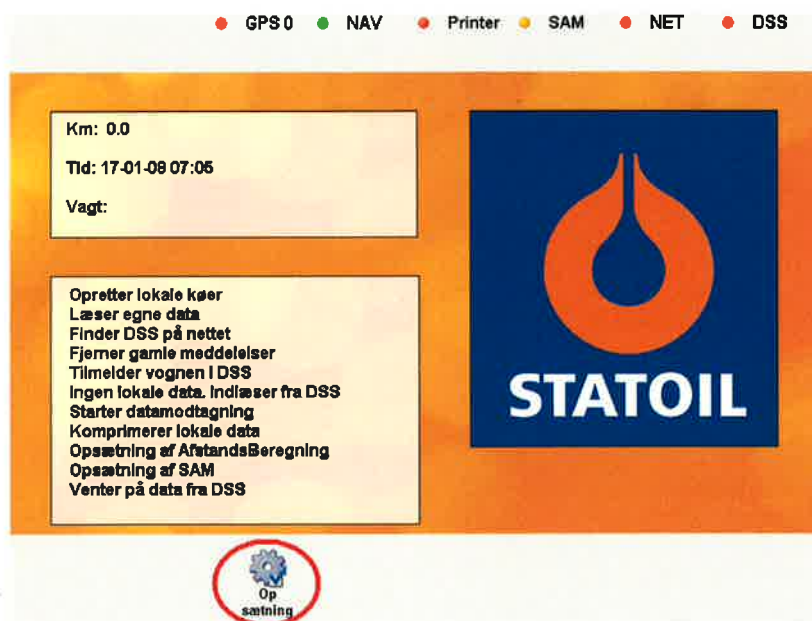 GPS 0 NAV Printer SAM NET DSS
Km: 0.0
Tid: 17-01-08 07:05
Vagt:
Opretter lokale køer
Læser egne data
Finder DSS på nettet
Fjerner gamle meddelelser
Tilmelder vognen i DSS
Ingen lokale data. Indlæser fra DSS
Starter datamodtagning
Komprimerer lokale data
Opsætning af AfstandsBeregning
Opsætning af SAM
Venter på data fra DSS
STATOIL
Op
sætning